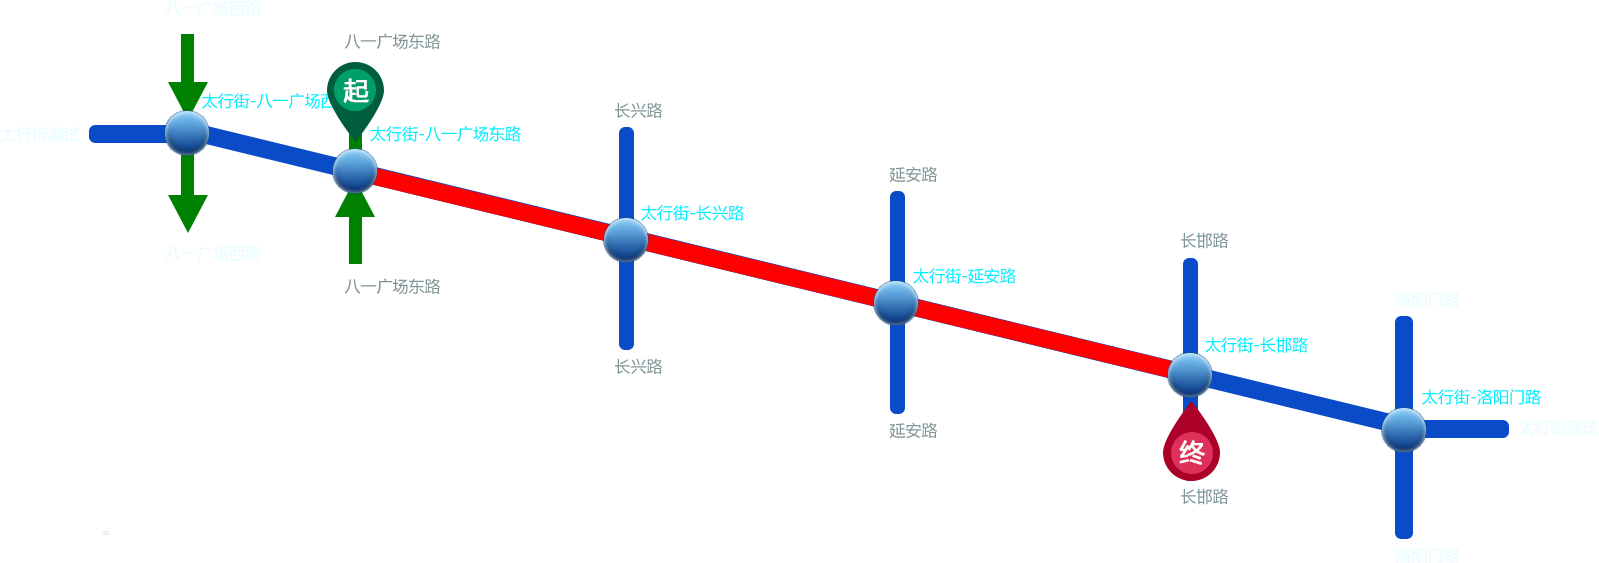 八一广场西路
八一广场东路
起
太行街-八一广场西
太行街测试
太行街-八一广场东路
长兴路
延安路
太行街-长兴路
长邯路
八一广场西路
太行街-延安路
八一广场东路
洛阳门路
太行街-长邯路
长兴路
太行街-洛阳门路
延安路
太行街测试
终
长邯路
洛阳门路